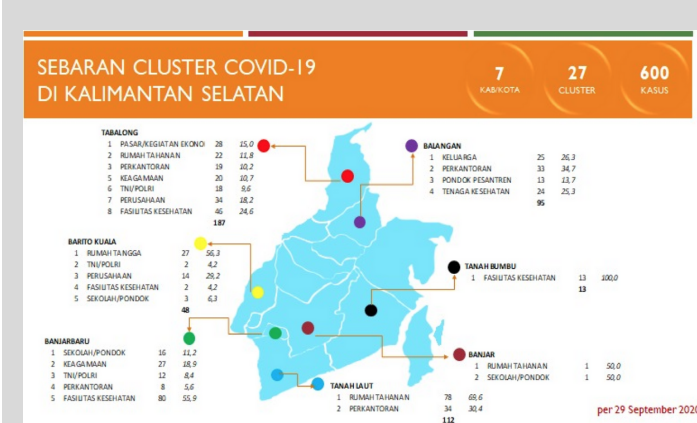 SEBARAN CLUSTER COVID-19
DI KALIMANTAN SELATAN
7
KAB/KOTA
27
CLUSTER
600
KASUS
TABALONG
1 PASAR/KEGIATAN EKONOI 28 15,0
2 RUMAH TAHANAN 22 11,8
3 PERKANTORAN 19 10,2
5 KEAGAMAAN 20 10,7
6 TNI/POLRI 18 9,6
7 PERUSAHAAN 34 18,2
8 FASILITAS KESEHATAN 46 24,6
187
BALANGAN
1 KELUARGA 25 26,3
2 PERKANTORAN 33 34,7
3 PONDOK PESANTREN 13 13,7
4 TENAGA KESEHATAN 24 25,3
95
BARITO KUALA
1 RUMAH TANGGA 27 56,3
2 TNI/POLRI 2 4,2
3 PERUSAHAAN 14 29,2
4 FASILITAS KESEHATAN 2 4,2
5 SEKOLAH/PONDOK 3 6,3
48
TANAH BUMBU
1 FASILITAS KESEHATAN 13 100,0
13
BANJARBARU
1 SEKOLAH/PONDOK 16 11,2
2 KEAGAMAAN 27 18,9
3 TNI/POLRI 12 8,4
4 PERKANTORAN 8 5,6
5 FASILITAS KESEHATAN 80 55,9
BANJAR
1 RUMAH TAHANAN 1 50,0
2 SEKOLAH/PONDOK 1 50,0
TANAH LAUT
1 RUMAH TAHANAN 78 69,6
2 PERKANTORAN 34 30,4
112
per 29 September 2020